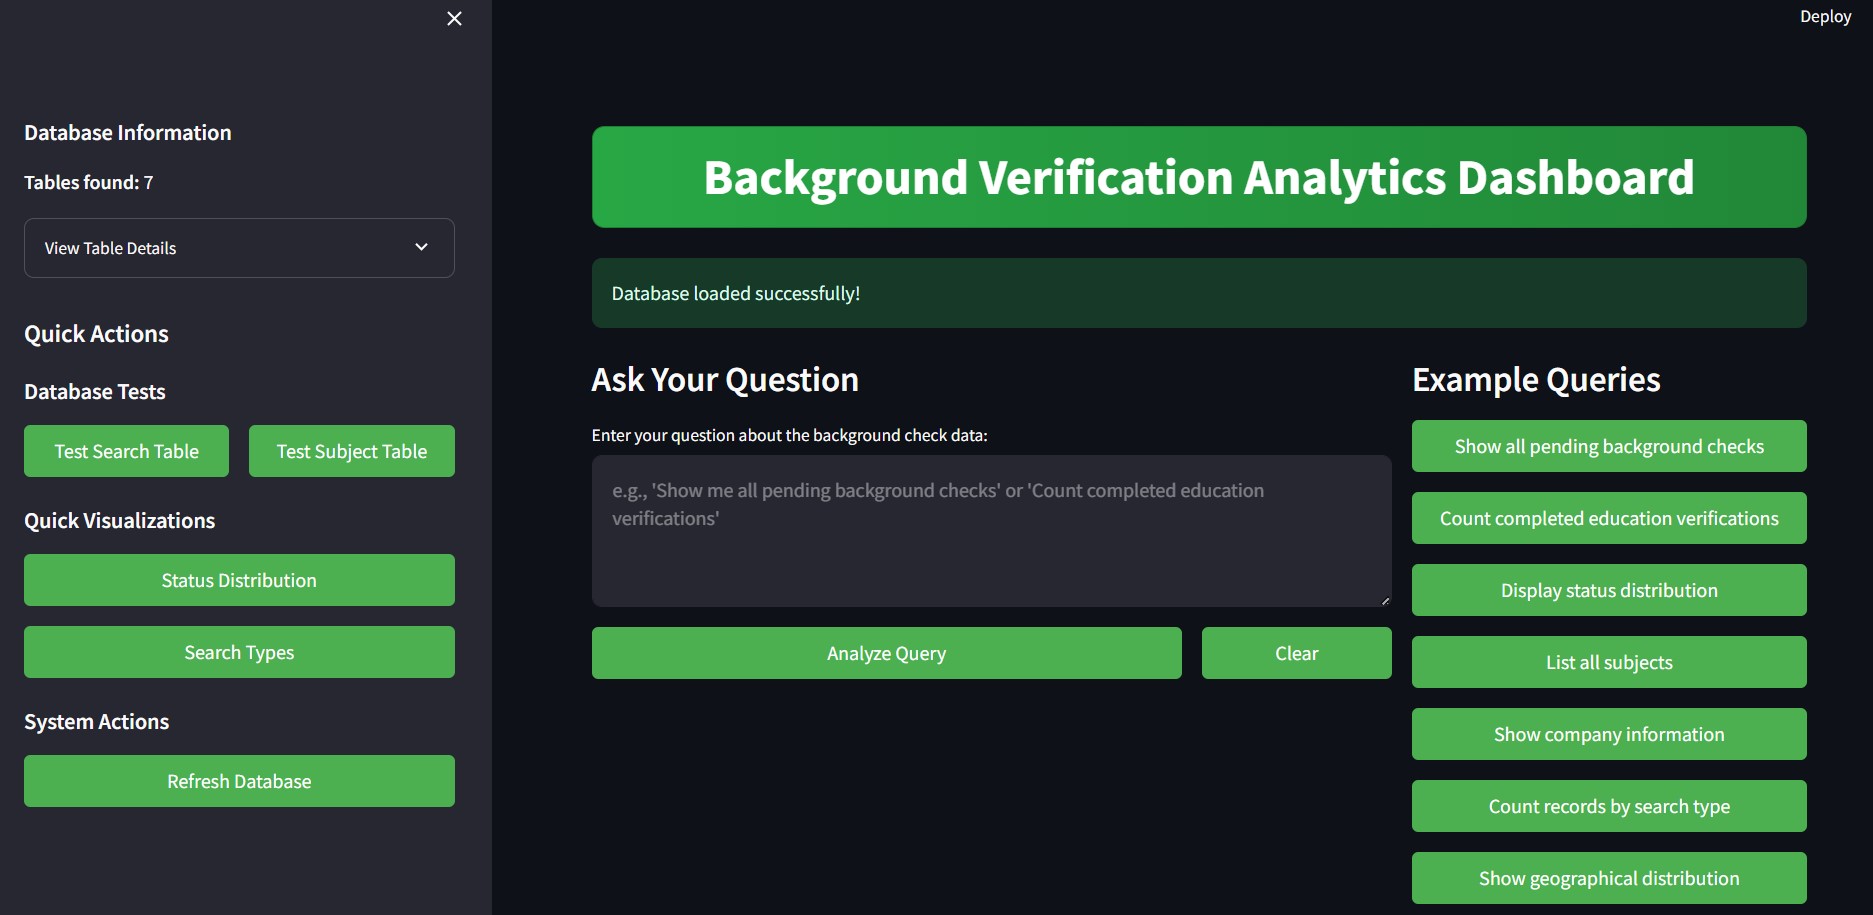 Deploy
Database Information
Tables found: 7
View Table Details
Quick Actions
Database Tests
Test Search Table
Test Subject Table
Quick Visualizations
Status Distribution
Search Types
System Actions
Refresh Database
Background Verification Analytics Dashboard
Database loaded successfully!
Ask Your Question
Enter your question about the background check data:
e.g., 'Show me all pending background checks' or 'Count completed education
verifications'
Analyze Query
Clear
Example Queries
Show all pending background checks
Count completed education verifications
Display status distribution
List all subjects
Show company information
Count records by search type
Show geographical distribution